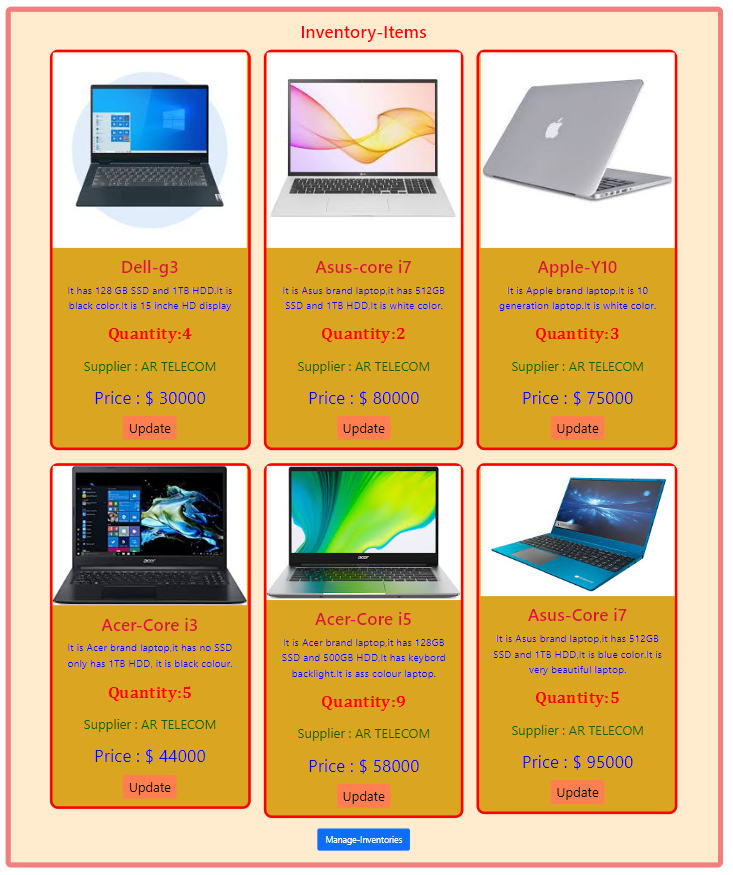 Inventory-Items
Dell-g3
It has 128 GB SSD and 1TB HDD.It is
black color.It is 15 inche HD display
Quantity:4
Supplier : AR TELECOM
Price : $ 30000
Update
Asus-core i7
It is Asus brand laptop,it has 512GB
SSD and 1TB HDD,It is white color.
Quantity:2
Supplier : AR TELECOM
Price : $ 80000
Update
Apple-Y10
It is Apple brand laptop.It is 10
generation laptop.It is white color.
Quantity:3
Supplier : AR TELECOM
Price : $ 75000
Update
acer
Acer-Core i3
It is Acer brand laptop,it has no SSD
only has 1TB HDD, it is black colour.
Quantity:5
Supplier : AR TELECOM
Price : $ 44000
Update
acer
Acer-Core i5
It is Acer brand laptop,it has 128GB
SSD and 500GB HDD,It has keybord
backlight.It is ass colour laptop.
Quantity:9
Supplier : AR TELECOM
Price : $ 58000
Update
Asus-Core i7
It is Asus brand laptop,it has 512GB
SSD and 1TB HDD,It is blue color.It is
very beautiful laptop.
Quantity:5
Supplier : AR TELECOM
Price : $ 95000
Update
Manage-Inventories